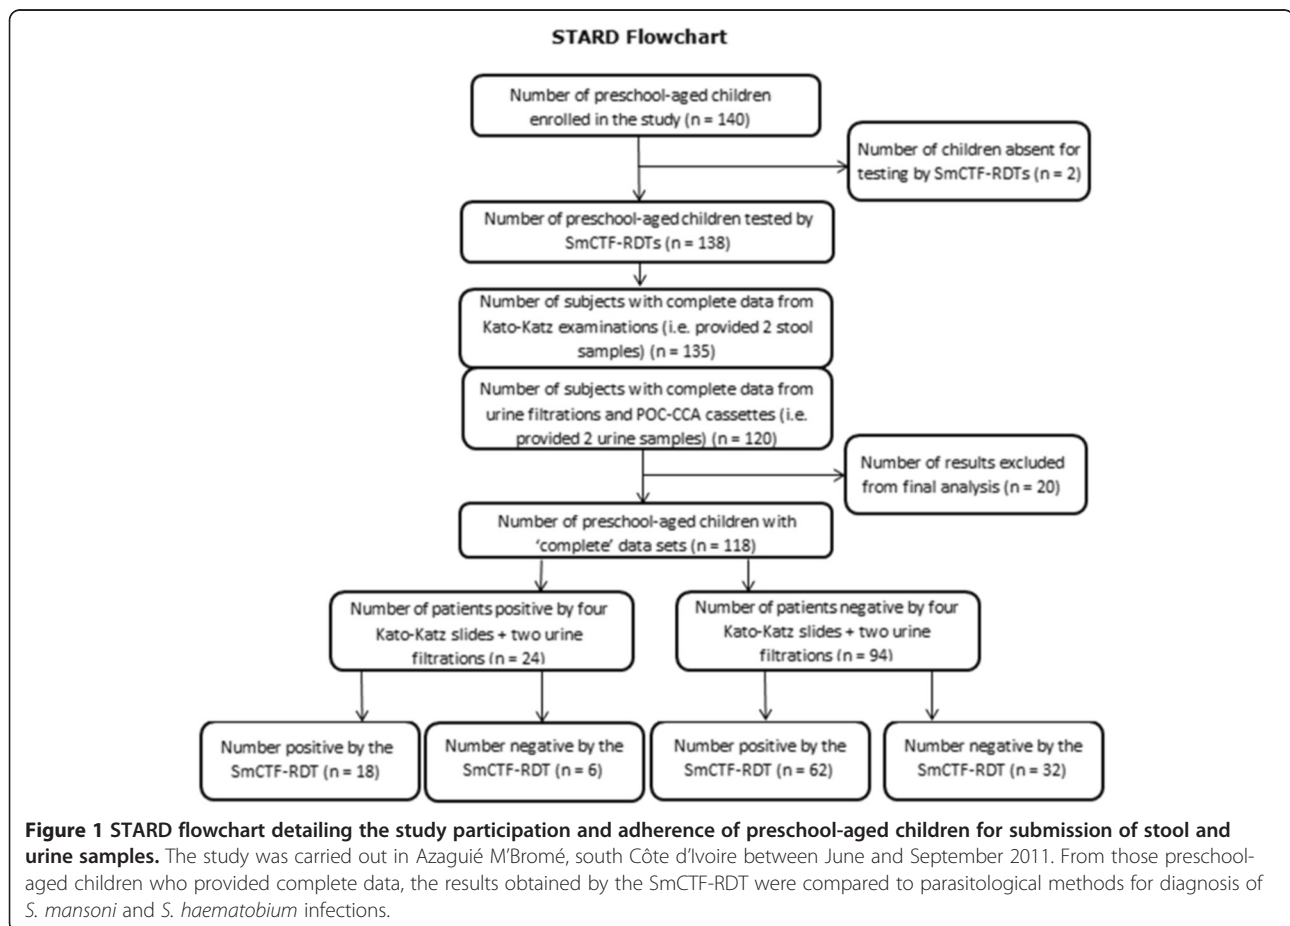 STARD Flowchart
Number of preschool-aged children
enrolled in the study (n = 140)
Number of children absent for
testing by SmCTF-RDTs (n = 2)
Number of preschool-aged children tested by
SmCTF-RDTs (n = 138)
Number of subjects with complete data from
Kato-Katz examinations (i.e. provided 2 stool
samples) (n = 135)
Number of subjects with complete data from
urine filtrations and POC-CCA cassettes (i.e.
provided 2 urine samples) (n = 120)
Number of results excluded
from final analysis (n = 20)
Number of preschool-aged children with
‘complete’ data sets (n = 118)
Number of patients positive by four
Kato-Katz slides + two urine
filtrations (n = 24)
Number of patients negative by four
Kato-Katz slides + two urine
filtrations (n = 94)
Number positive by the
SmCTF-RDT (n = 18)
Number negative by the
SmCTF-RDT (n = 6)
Number positive by the
SmCTF-RDT (n = 62)
Number negative by the
SmCTF-RDT (n = 32)
Figure 1 STARD flowchart detailing the study participation and adherence of preschool-aged children for submission of stool and
urine samples. The study was carried out in Azaguié M’Bromé, south Côte d’Ivoire between June and September 2011. From those preschool-
aged children who provided complete data, the results obtained by the SmCTF-RDT were compared to parasitological methods for diagnosis of
S. mansoni and S. haematobium infections.